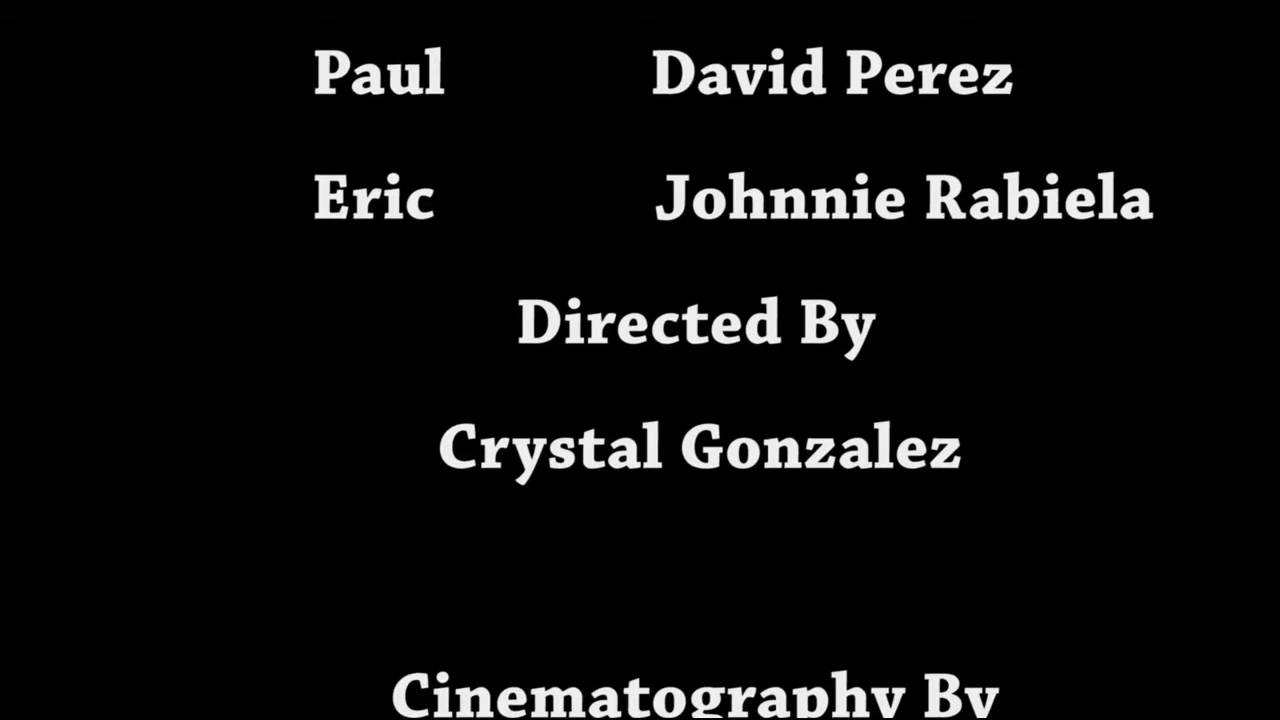 Paul David Perez
Eric Johnnie Rabiela
Directed By
Crystal Gonzalez
Cinematography By